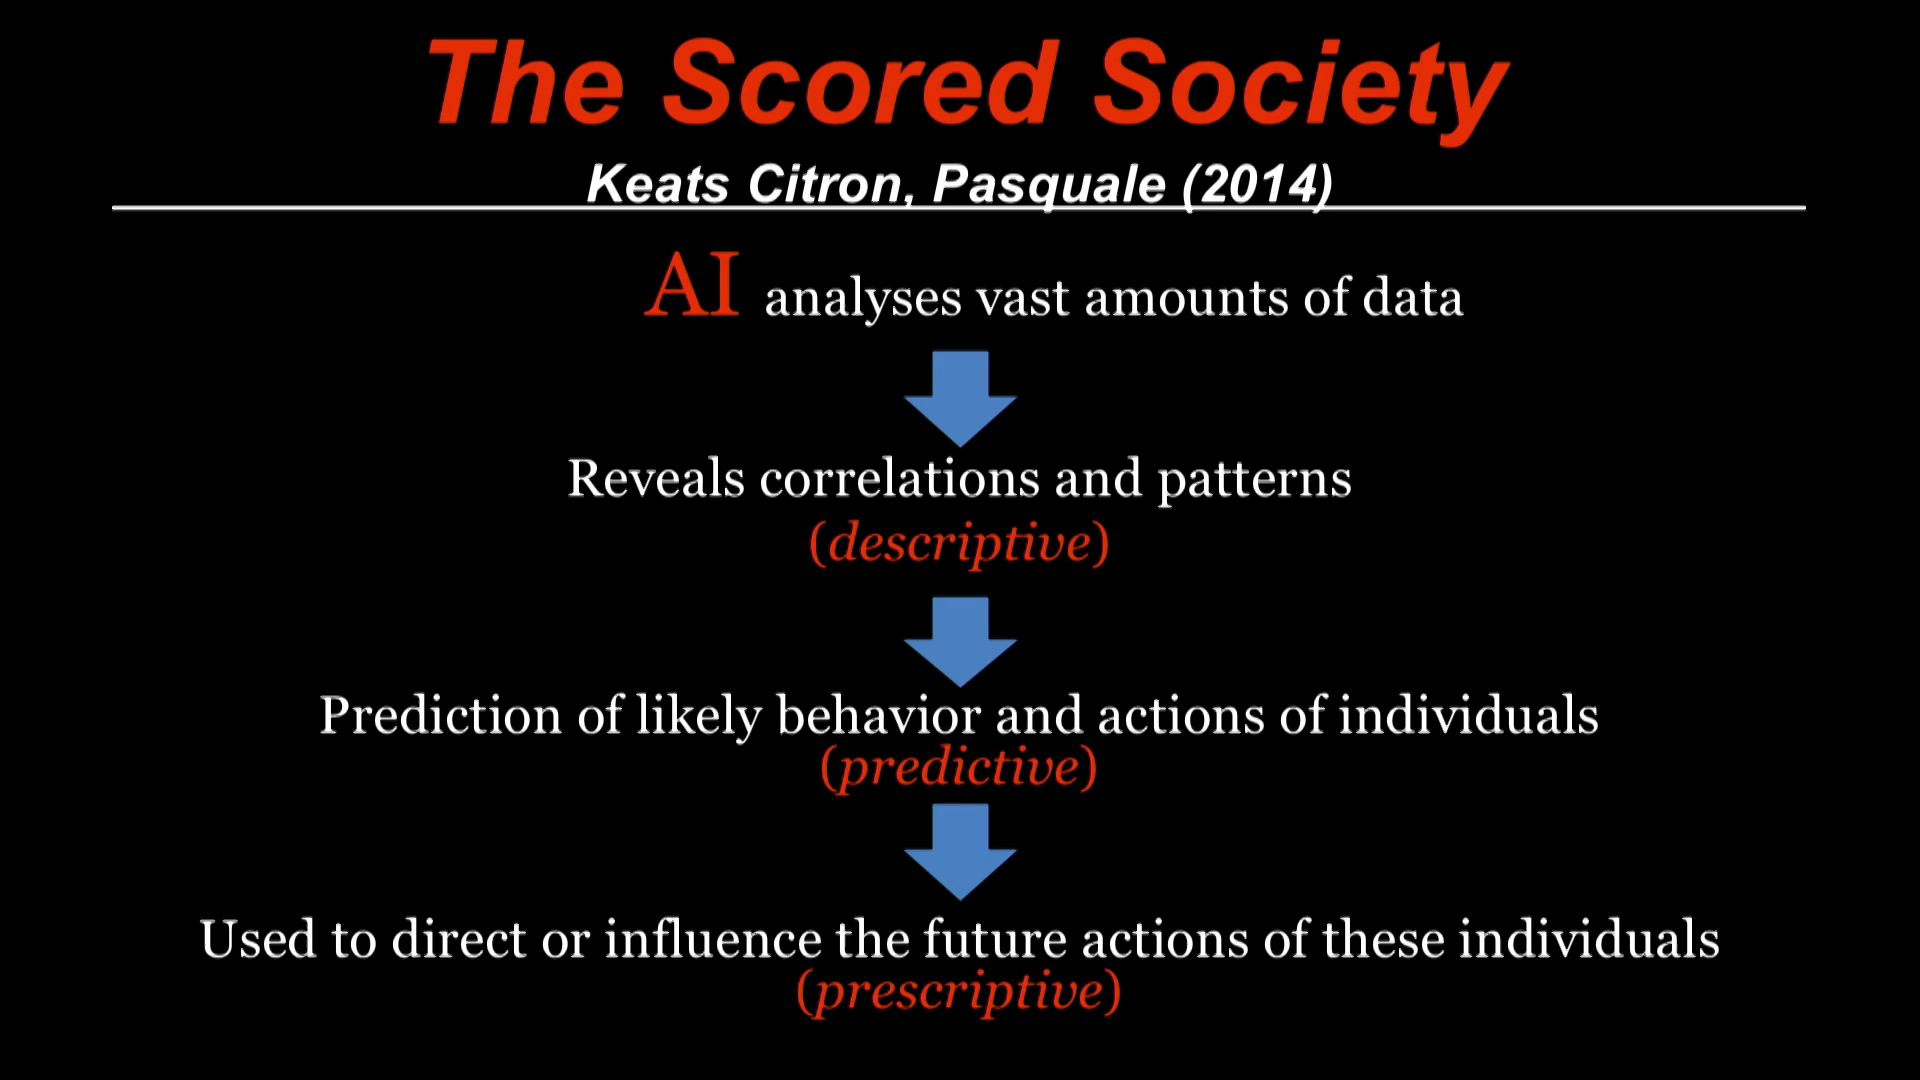 The Scored Society
Keats Citron, Pasquale (2014)
AI analyses vast amounts of data
Reveals correlations and patterns
(descriptive)
Prediction of likely behavior and actions of individuals
(predictive)
Used to direct or influence the future actions of these individuals
(prescriptive)